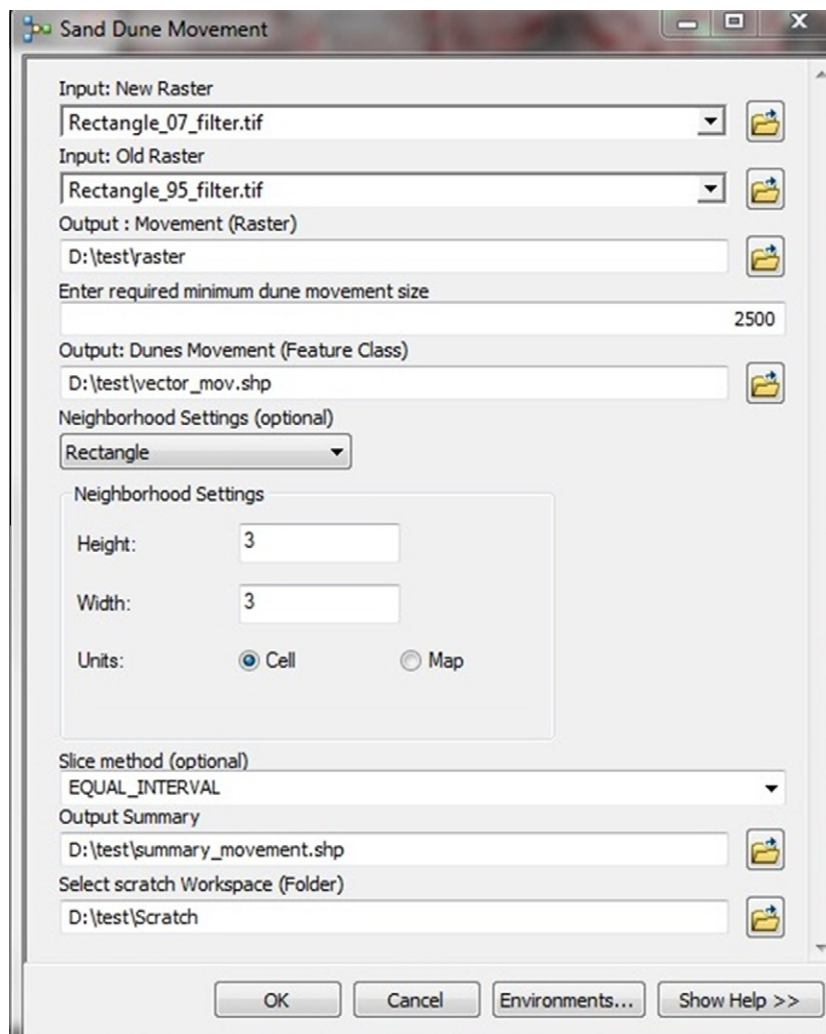 Sand Dune Movement
Input: New Raster
Rectangle_07_filter.tif
Input: Old Raster
Rectangle_95_filter.tif
Output : Movement (Raster)
D:\test\raster
Enter required minimum dune movement size
2500
Output: Dunes Movement (Feature Class)
D:\test\vector_mov.shp
Neighborhood Settings (optional)
Rectangle
Neighborhood Settings
Height: 3
Width: 3
Units: Cell Map
Slice method (optional)
EQUAL_INTERVAL
Output Summary
D:\test\summary_movement.shp
Select scratch Workspace (Folder)
D:\test\Scratch
OK Cancel Environments... Show Help >>